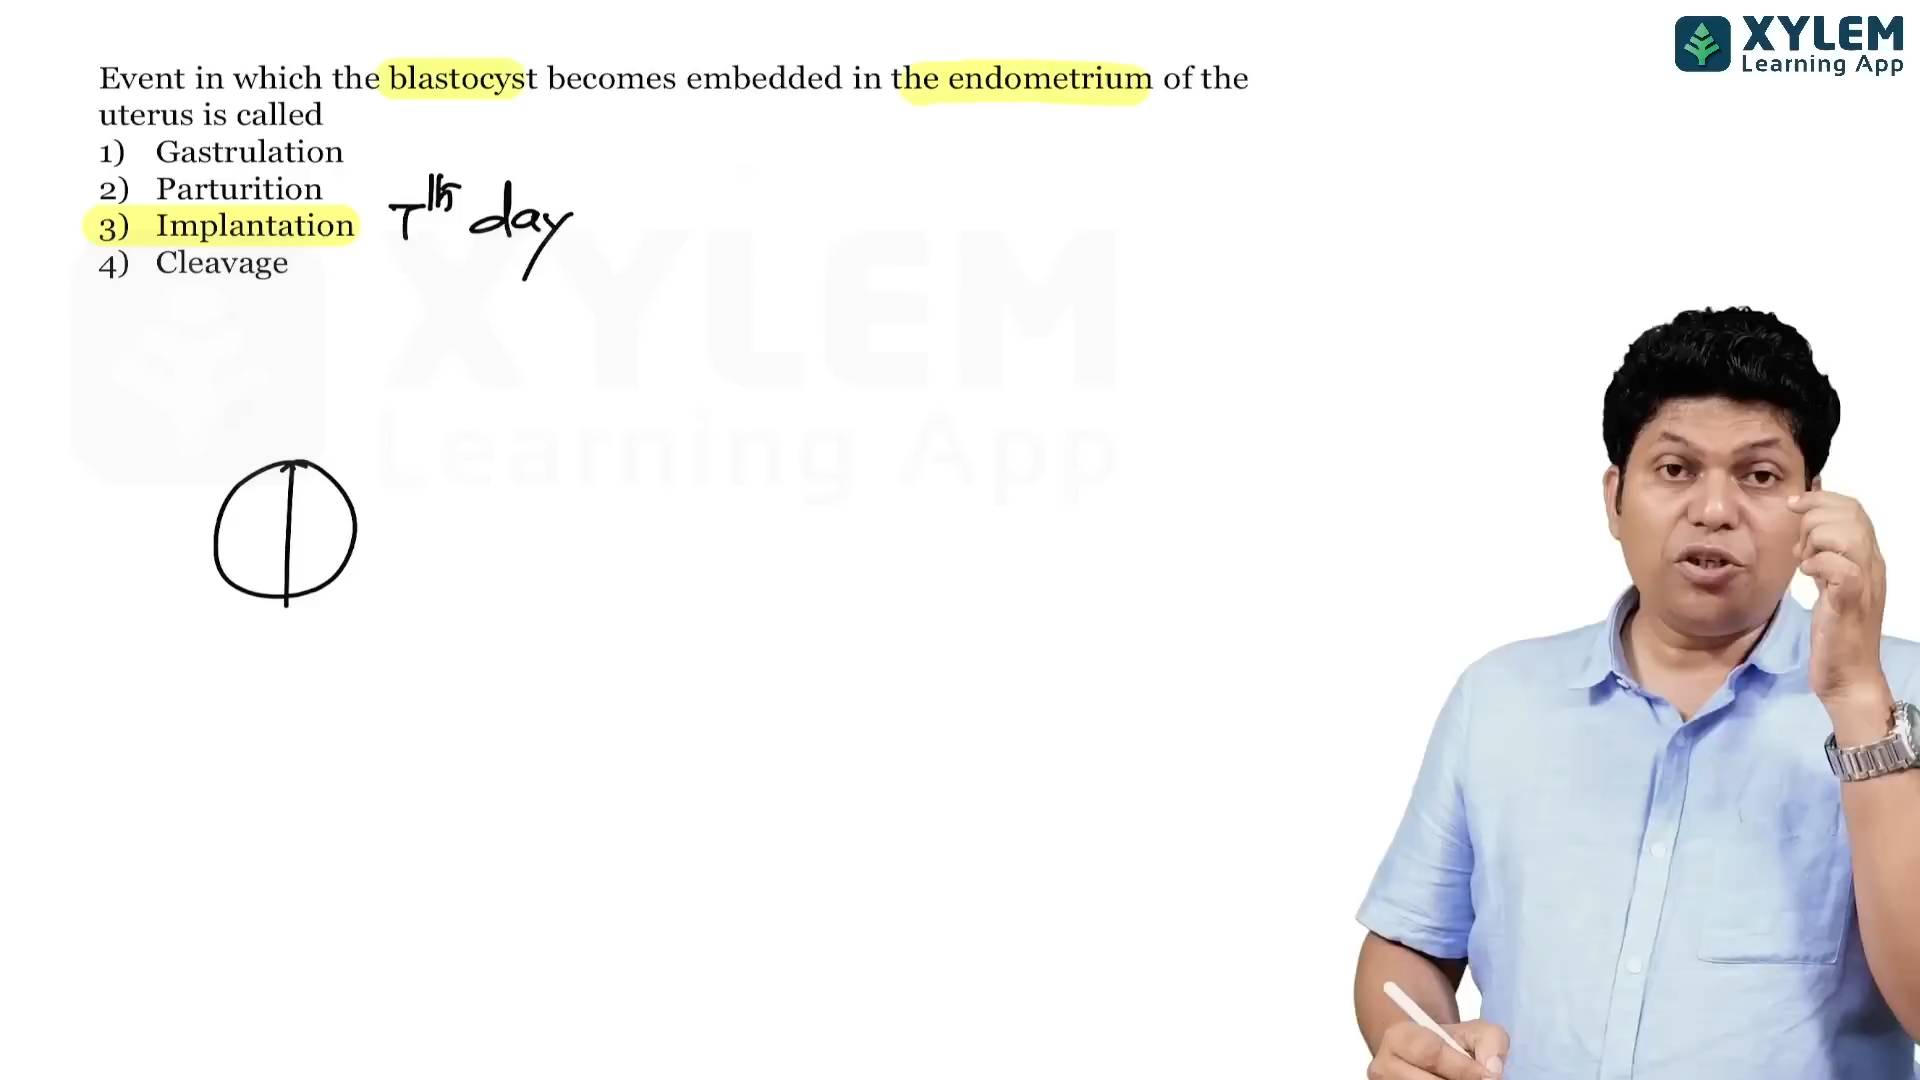 XYLEM
Learning App
Event in which the blastocyst becomes embedded in the endometrium of the
uterus is called
1) Gastrulation
2) Parturition
3) Implantation
7th day
4) Cleavage
XYLEM
Learning App